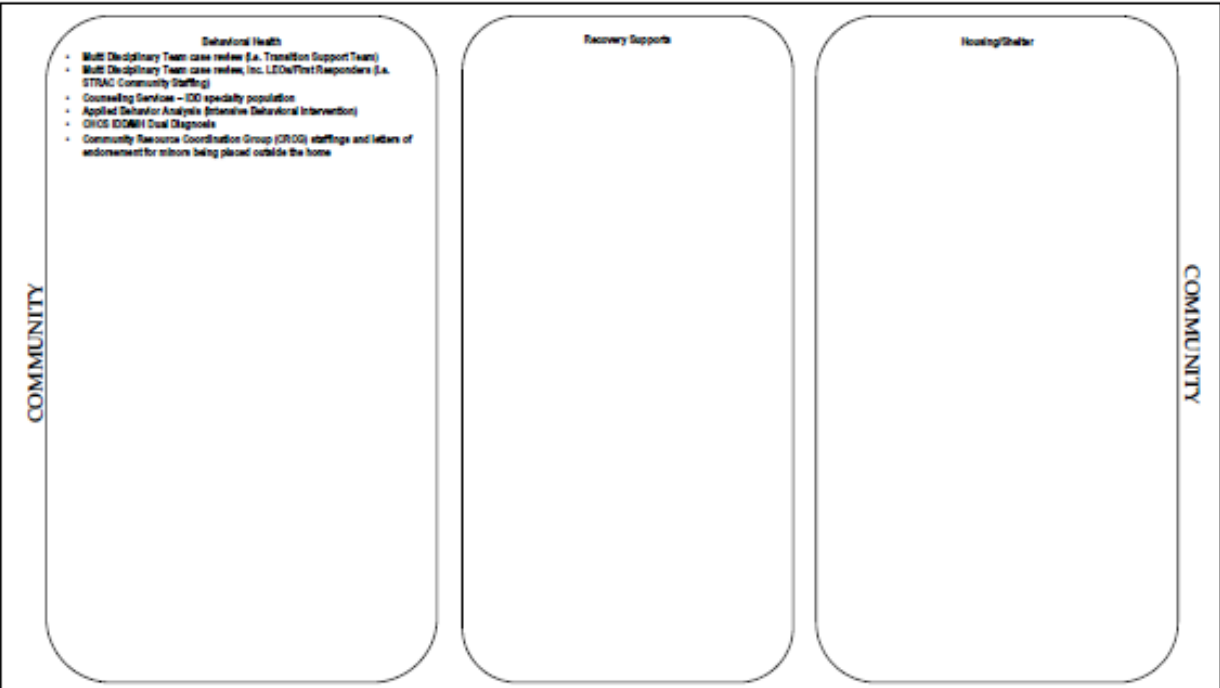 COMMUNITY
Behavioral Health
• Multi Disciplinary Team case review (i.e. Transition Support Team)
• Multi Disciplinary Team case review, inc. LEOs/First Responders (i.e.
STRAC Community Staffing)
• Counseling Services – IDD specialty population
• Applied Behavior Analysis (Intensive Behavioral Intervention)
• CHCS IDD/MH Dual Diagnosis
• Community Resource Coordination Group (CRCG) staffings and letters of
endorsement for minors being placed outside the home
Recovery Supports
Housing/Shelter
COMMUNITY